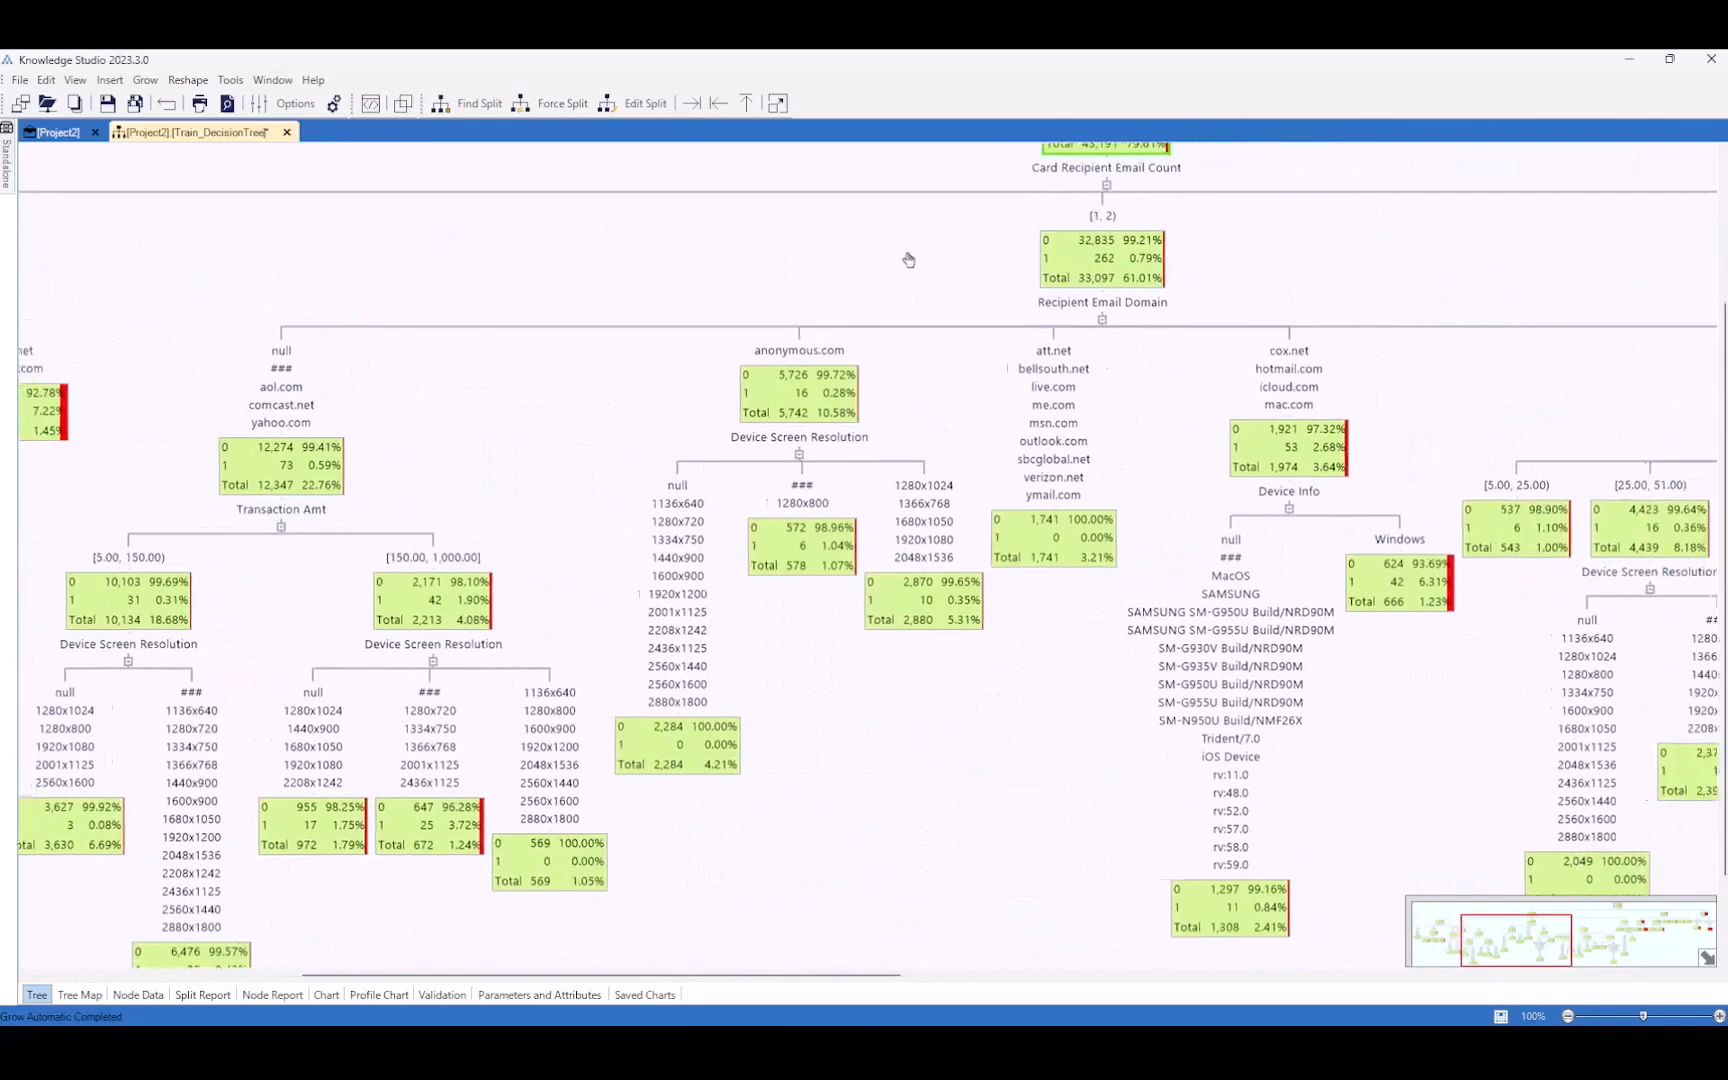 Knowledge Studio 2023.3.0
File Edit View Insert Grow Reshape Tools Window Help
Options Find Split Force Split Edit Split
[Project2] [Project2].[Train_DecisionTree]*
Standalone
Total 43,191 79.61%
Card Recipient Email Count
[1, 2)
0 32,835 99.21%
1 262 0.79%
Total 33,097 61.01%
Recipient Email Domain
92.78%
7.22%
1.45%
null
###
aol.com
comcast.net
yahoo.com
0 12,274 99.41%
1 73 0.59%
Total 12,347 22.76%
Transaction Amt
[5.00, 150.00)
0 10,103 99.69%
1 31 0.31%
Total 10,134 18.68%
Device Screen Resolution
null
1280x1024
1280x800
1920x1080
2001x1125
2560x1600
3,627 99.92%
3 0.08%
3,630 6.69%
###
1136x640
1280x720
1334x750
1366x768
1440x900
1600x900
1680x1050
1920x1200
2048x1536
2208x1242
2436x1125
2560x1440
2880x1800
0 6,476 99.57%
[150.00, 1,000.00]
0 2,171 98.10%
1 42 1.90%
Total 2,213 4.08%
Device Screen Resolution
null
1280x1024
1440x900
1680x1050
1920x1080
2208x1242
0 955 98.25%
1 17 1.75%
Total 972 1.79%
###
1280x720
1334x750
1366x768
2001x1125
2436x1125
0 647 96.28%
1 25 3.72%
Total 672 1.24%
1136x640
1280x800
1600x900
1920x1200
2048x1536
2560x1440
2560x1600
2880x1800
0 569 100.00%
1 0 0.00%
Total 569 1.05%
anonymous.com
0 5,726 99.72%
1 16 0.28%
Total 5,742 10.58%
Device Screen Resolution
null
1136x640
1280x720
1334x750
1440x900
1600x900
1920x1200
2001x1125
2208x1242
2436x1125
2560x1440
2560x1600
2880x1800
0 2,284 100.00%
1 0 0.00%
Total 2,284 4.21%
###
1280x800
0 572 98.96%
1 6 1.04%
Total 578 1.07%
1280x1024
1366x768
1680x1050
1920x1080
2048x1536
0 2,870 99.65%
1 10 0.35%
Total 2,880 5.31%
att.net
bellsouth.net
live.com
me.com
msn.com
outlook.com
sbcglobal.net
verizon.net
ymail.com
0 1,741 100.00%
1 0 0.00%
Total 1,741 3.21%
cox.net
hotmail.com
icloud.com
mac.com
0 1,921 97.32%
1 53 2.68%
Total 1,974 3.64%
Device Info
null
###
MacOS
SAMSUNG
SAMSUNG SM-G950U Build/NRD90M
SAMSUNG SM-G955U Build/NRD90M
SM-G930V Build/NRD90M
SM-G935V Build/NRD90M
SM-G950U Build/NRD90M
SM-G955U Build/NRD90M
SM-N950U Build/NMF26X
Trident/7.0
iOS Device
rv:11.0
rv:48.0
rv:52.0
rv:57.0
rv:58.0
rv:59.0
0 1,297 99.16%
1 11 0.84%
Total 1,308 2.41%
Windows
0 624 93.69%
1 42 6.31%
Total 666 1.23%
[5.00, 25.00)
0 537 98.90%
1 6 1.10%
Total 543 1.00%
[25.00, 51.00)
0 4,423 99.64%
1 16 0.36%
Total 4,439 8.18%
Device Screen Resolution
null
1136x640
1280x1024
1280x800
1334x750
1600x900
1680x1050
2001x1125
2048x1536
2436x1125
2560x1440
2560x1600
2880x1800
0 2,049 100.00%
1 0 0.00%
Tree Tree Map Node Data Split Report Node Report Chart Profile Chart Validation Parameters and Attributes Saved Charts
Grow Automatic Completed 100%